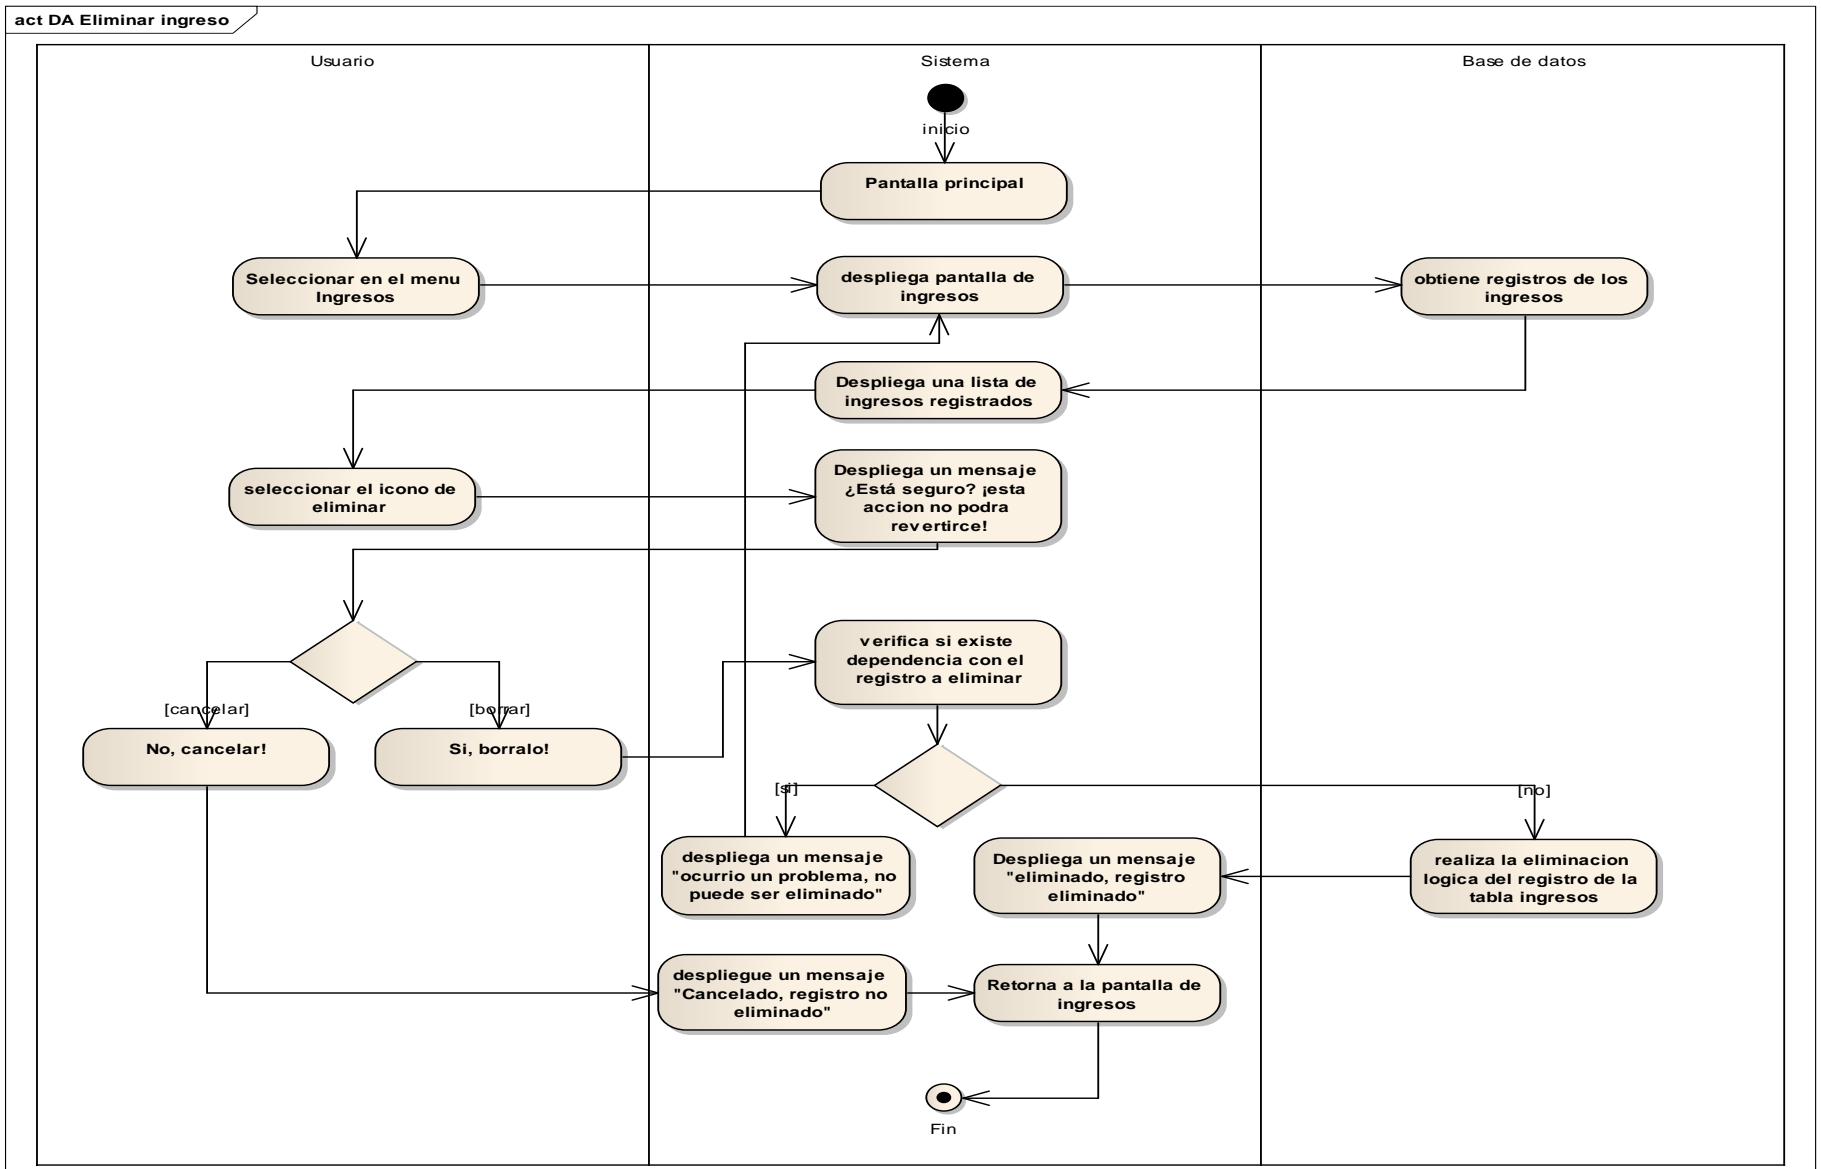 act DA Eliminar ingreso
Usuario
Sistema
Base de datos
inicio
Pantalla principal
Seleccionar en el menu
Ingresos
despliega pantalla de
ingresos
obtiene registros de los
ingresos
Despliega una lista de
ingresos registrados
seleccionar el icono de
eliminar
Despliega un mensaje
¿Está seguro? ¡esta
accion no podra
revertirce!
verifica si existe
dependencia con el
registro a eliminar
[cancelar]
[borrar]
No, cancelar!
Si, borralo!
[si]
[no]
despliega un mensaje
"ocurrio un problema, no
puede ser eliminado"
Despliega un mensaje
"eliminado, registro
eliminado"
realiza la eliminacion
logica del registro de la
tabla ingresos
despliegue un mensaje
"Cancelado, registro no
eliminado"
Retorna a la pantalla de
ingresos
Fin